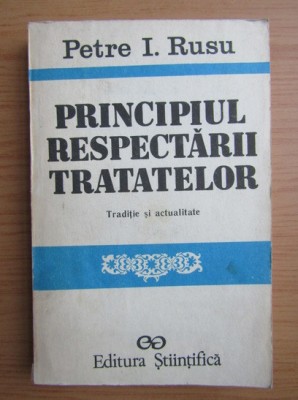 Petre I. Rusu
PRINCIPIUL
RESPECTĂRII
TRATATELOR
Tradiție și actualitate
Editura Științifică